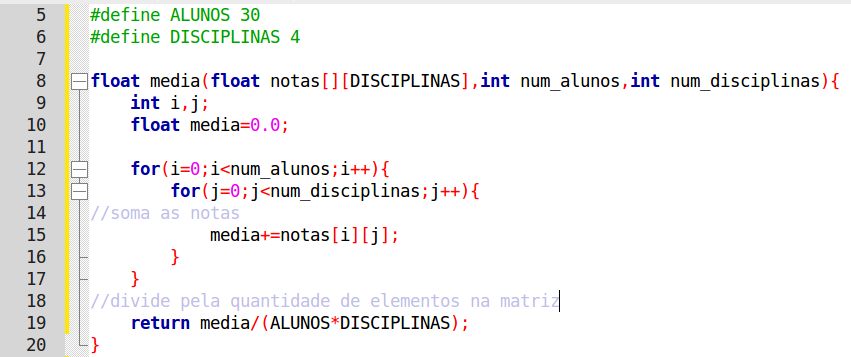 5 #define ALUNOS 30
6 #define DISCIPLINAS 4
7
8 float media(float notas[][DISCIPLINAS],int num_alunos,int num_disciplinas){
9     int i,j;
10     float media=0.0;
11
12     for(i=0;i<num_alunos;i++){
13         for(j=0;j<num_disciplinas;j++){
14 //soma as notas
15             media+=notas[i][j];
16         }
17     }
18 //divide pela quantidade de elementos na matriz
19     return media/(ALUNOS*DISCIPLINAS);
20 }